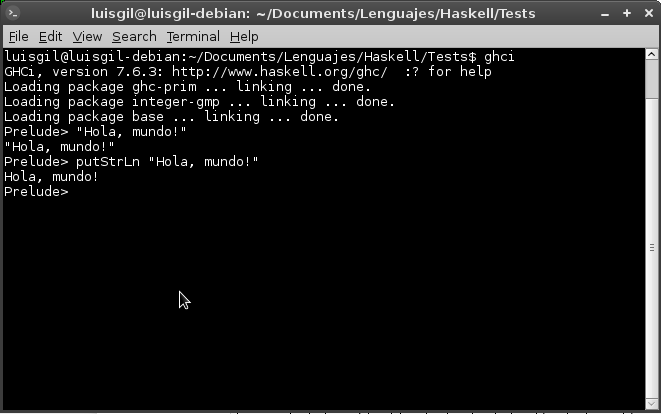 luisgil@luisgil-debian: ~/Documents/Lenguajes/Haskell/Tests
File Edit View Search Terminal Help
luisgil@luisgil-debian:~/Documents/Lenguajes/Haskell/Tests$ ghci
GHCi, version 7.6.3: http://www.haskell.org/ghc/  :? for help
Loading package ghc-prim ... linking ... done.
Loading package integer-gmp ... linking ... done.
Loading package base ... linking ... done.
Prelude> "Hola, mundo!"
"Hola, mundo!"
Prelude> putStrLn "Hola, mundo!"
Hola, mundo!
Prelude>